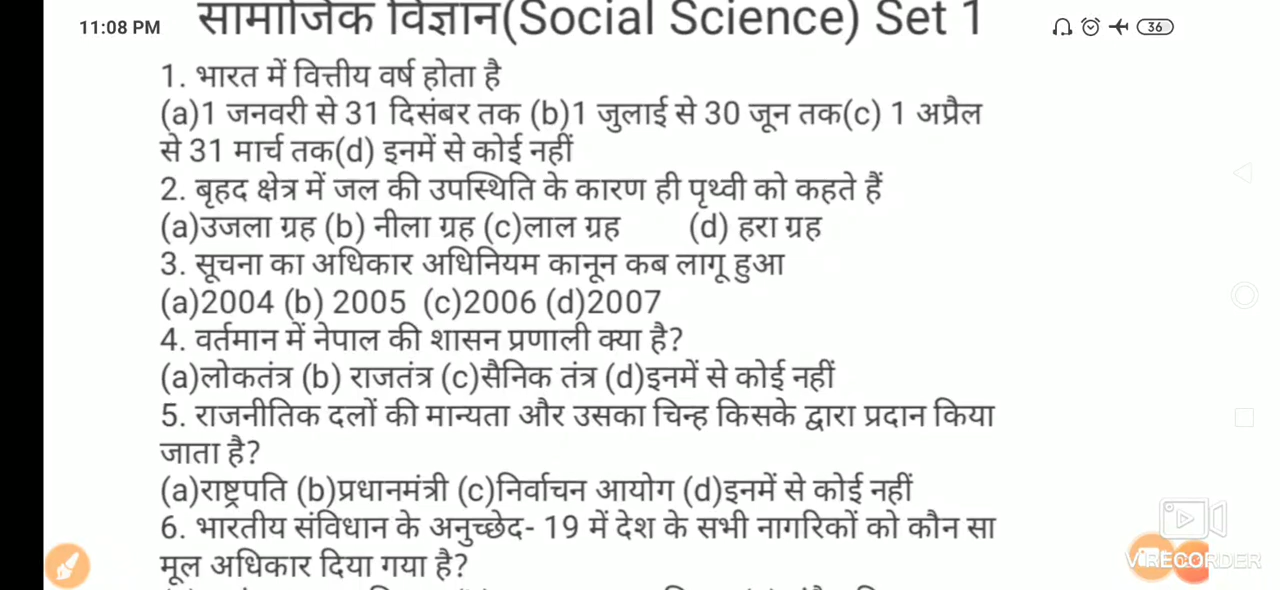 11:08 PM
सामाजिक विज्ञान(Social Science) Set 1
36
1. भारत में वित्तीय वर्ष होता है
(a)1 जनवरी से 31 दिसंबर तक (b)1 जुलाई से 30 जून तक(c) 1 अप्रैल
से 31 मार्च तक(d) इनमें से कोई नहीं
2. बृहद क्षेत्र में जल की उपस्थिति के कारण ही पृथ्वी को कहते हैं
(a)उजला ग्रह (b) नीला ग्रह (c)लाल ग्रह (d) हरा ग्रह
3. सूचना का अधिकार अधिनियम कानून कब लागू हुआ
(a)2004 (b) 2005 (c)2006 (d)2007
4. वर्तमान में नेपाल की शासन प्रणाली क्या है?
(a)लोकतंत्र (b) राजतंत्र (c)सैनिक तंत्र (d)इनमें से कोई नहीं
5. राजनीतिक दलों की मान्यता और उसका चिन्ह किसके द्वारा प्रदान किया
जाता है?
(a)राष्ट्रपति (b)प्रधानमंत्री (c)निर्वाचन आयोग (d)इनमें से कोई नहीं
6. भारतीय संविधान के अनुच्छेद- 19 में देश के सभी नागरिकों को कौन सा
मूल अधिकार दिया गया है?
VIRECORDER